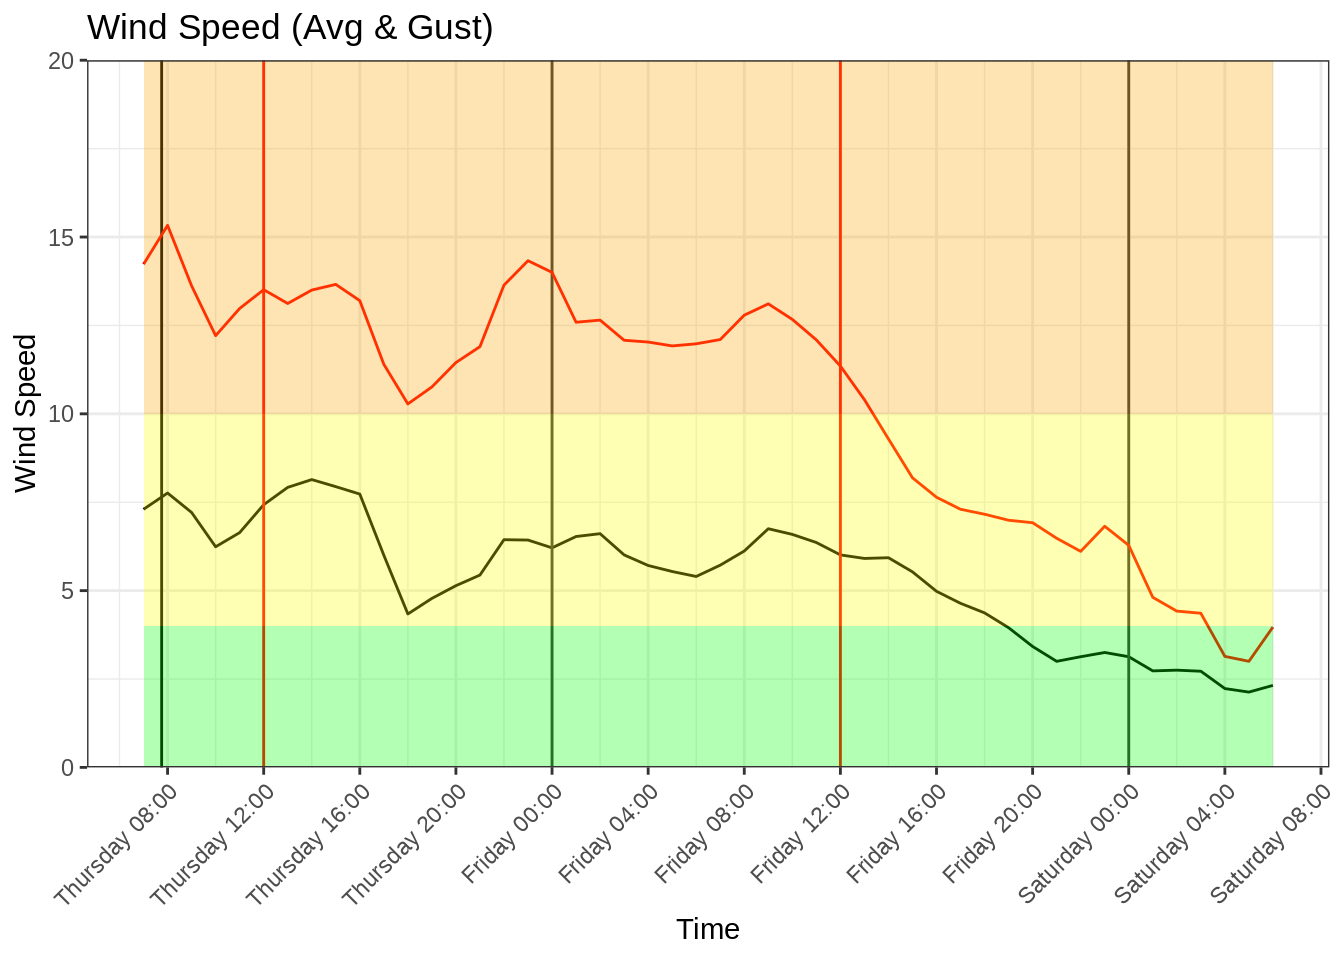 Wind Speed (Avg & Gust)
20
15
10
5
0
Wind Speed
Thursday 08:00
Thursday 12:00
Thursday 16:00
Thursday 20:00
Friday 00:00
Friday 04:00
Friday 08:00
Friday 12:00
Friday 16:00
Friday 20:00
Saturday 00:00
Saturday 04:00
Saturday 08:00
Time